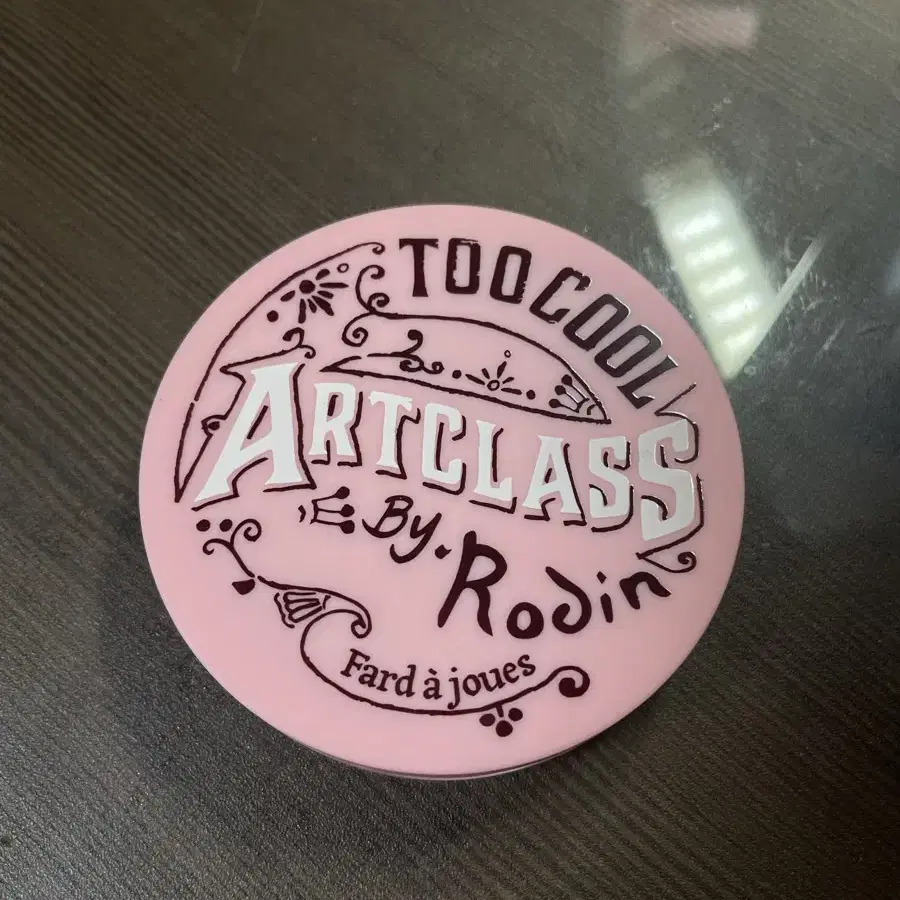 TOO COOL
ARTCLASS
By. Rodin
Fard à joues